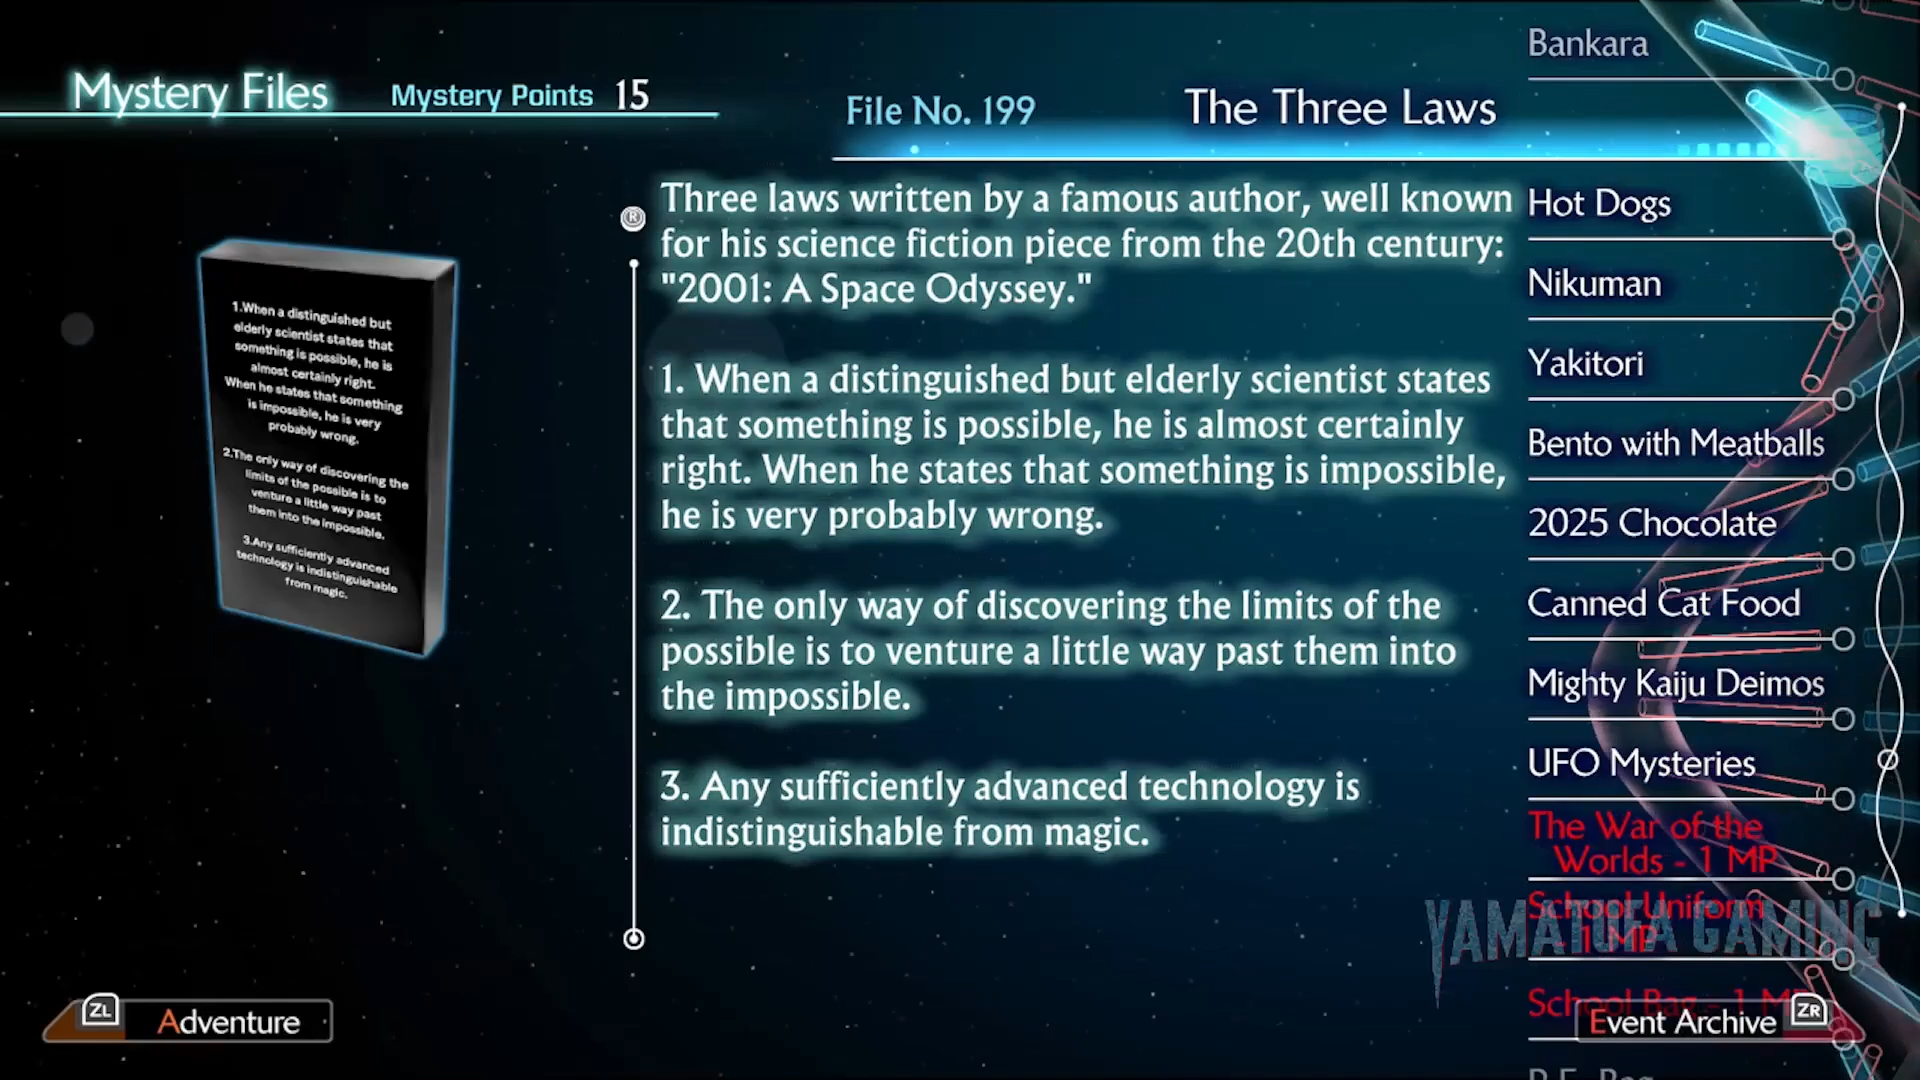 Mystery Files
Mystery Points 15
File No. 199
The Three Laws
1.When a distinguished but
elderly scientist states that
something is possible, he is
almost certainly right.
When he states that something
is impossible, he is very
probably wrong.
2.The only way of discovering the
limits of the possible is to
venture a little way past
them into the impossible.
3.Any sufficiently advanced
technology is indistinguishable
from magic.
R
Three laws written by a famous author, well known
for his science fiction piece from the 20th century:
"2001: A Space Odyssey."
1. When a distinguished but elderly scientist states
that something is possible, he is almost certainly
right. When he states that something is impossible,
he is very probably wrong.
2. The only way of discovering the limits of the
possible is to venture a little way past them into
the impossible.
3. Any sufficiently advanced technology is
indistinguishable from magic.
Bankara
Hot Dogs
Nikuman
Yakitori
Bento with Meatballs
2025 Chocolate
Canned Cat Food
Mighty Kaiju Deimos
UFO Mysteries
The War of the
Worlds - 1 MP
School Uniform
- 1 MP
School Bag - 1 MP
YAMATUFA GAMING
ZL Adventure
Event Archive ZR